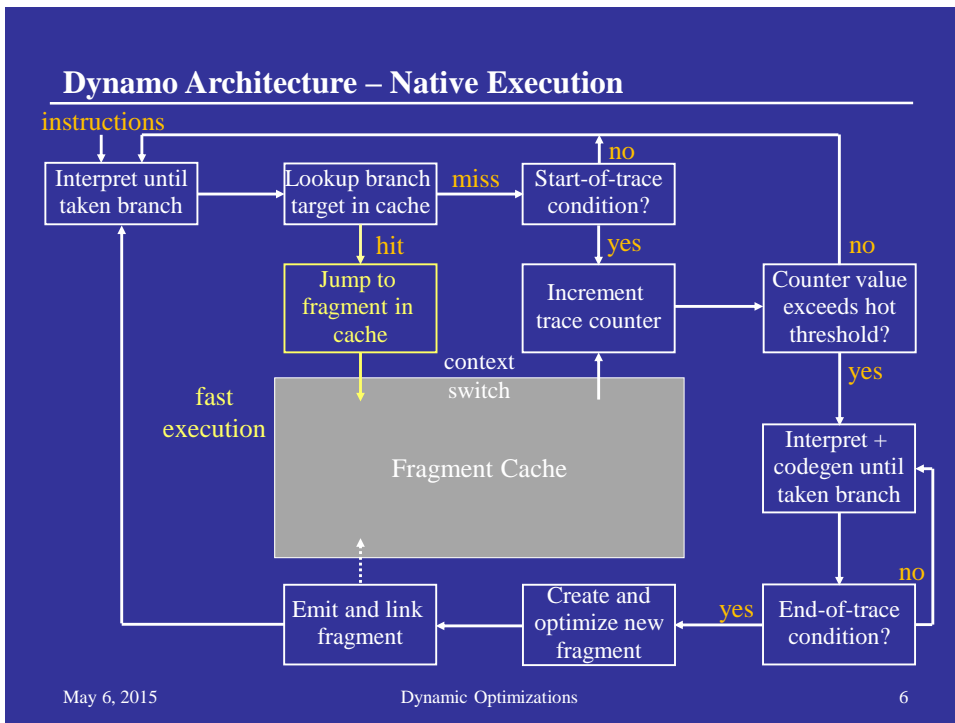 Dynamo Architecture – Native Execution
instructions
Interpret until
taken branch
Lookup branch
target in cache
miss
Start-of-trace
condition?
no
hit
yes
no
Jump to
fragment in
cache
Increment
trace counter
Counter value
exceeds hot
threshold?
context
switch
yes
fast
execution
Fragment Cache
Interpret +
codegen until
taken branch
no
Emit and link
fragment
Create and
optimize new
fragment
yes
End-of-trace
condition?
May 6, 2015
Dynamic Optimizations
6